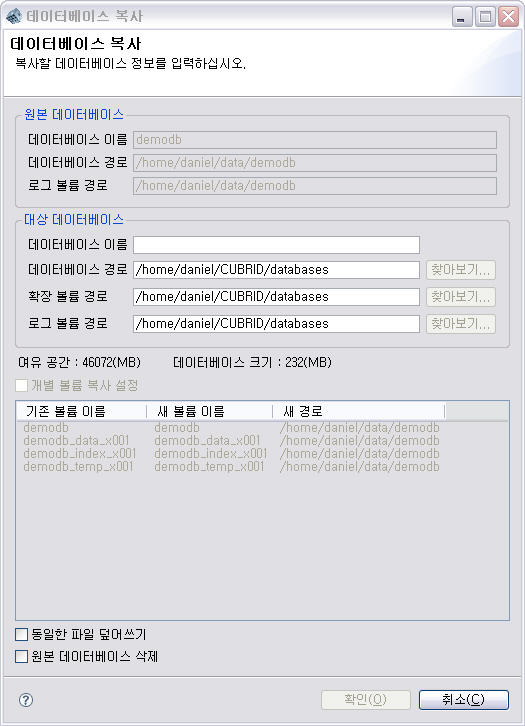 데이터베이스 복사
데이터베이스 복사
복사할 데이터베이스 정보를 입력하십시오.
원본 데이터베이스
데이터베이스 이름 demodb
데이터베이스 경로 /home/daniel/data/demodb
로그 볼륨 경로 /home/daniel/data/demodb
대상 데이터베이스
데이터베이스 이름
데이터베이스 경로 /home/daniel/CUBRID/databases 찾아보기...
확장 볼륨 경로 /home/daniel/CUBRID/databases 찾아보기...
로그 볼륨 경로 /home/daniel/CUBRID/databases 찾아보기...
여유 공간 : 46072(MB) 데이터베이스 크기 : 232(MB)
개별 볼륨 복사 설정
기존 볼륨 이름 새 볼륨 이름 새 경로
demodb demodb /home/daniel/data/demodb
demodb_data_x001 demodb_data_x001 /home/daniel/data/demodb
demodb_index_x001 demodb_index_x001 /home/daniel/data/demodb
demodb_temp_x001 demodb_temp_x001 /home/daniel/data/demodb
동일한 파일 덮어쓰기
원본 데이터베이스 삭제
? 확인(O) 취소(C)